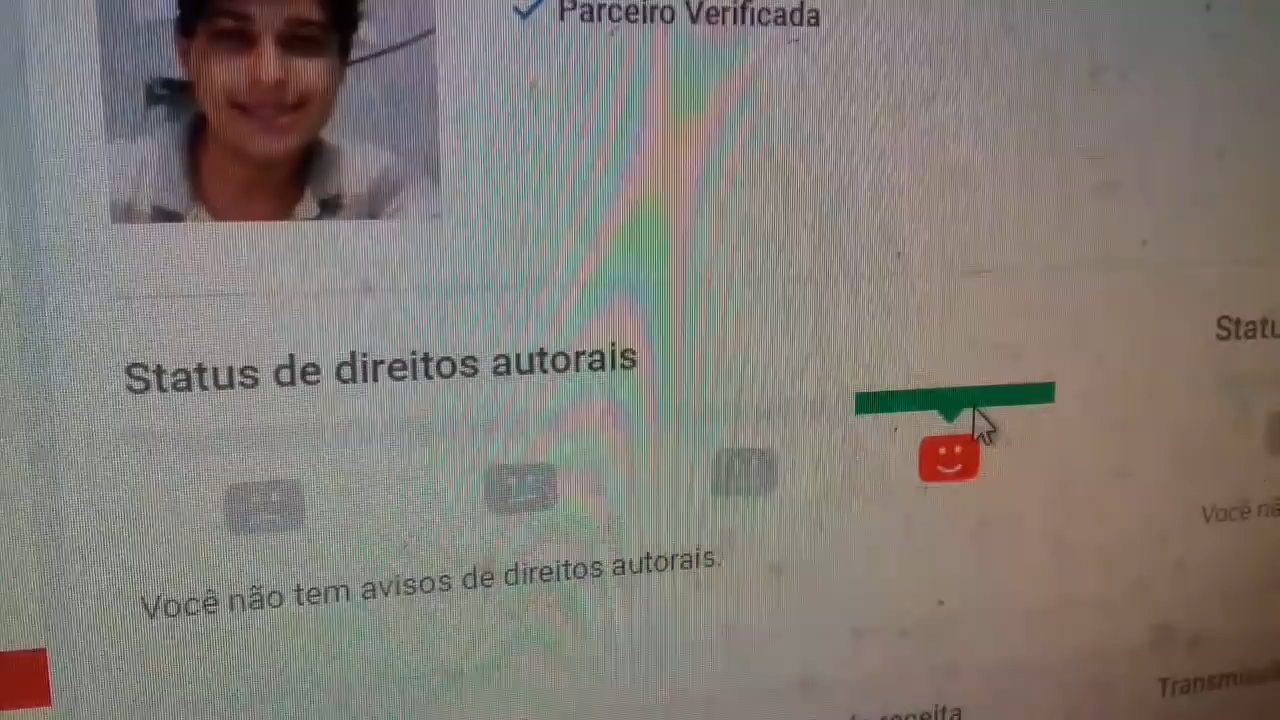 Parceiro Verificada
Status de direitos autorais
Você não tem avisos de direitos autorais.